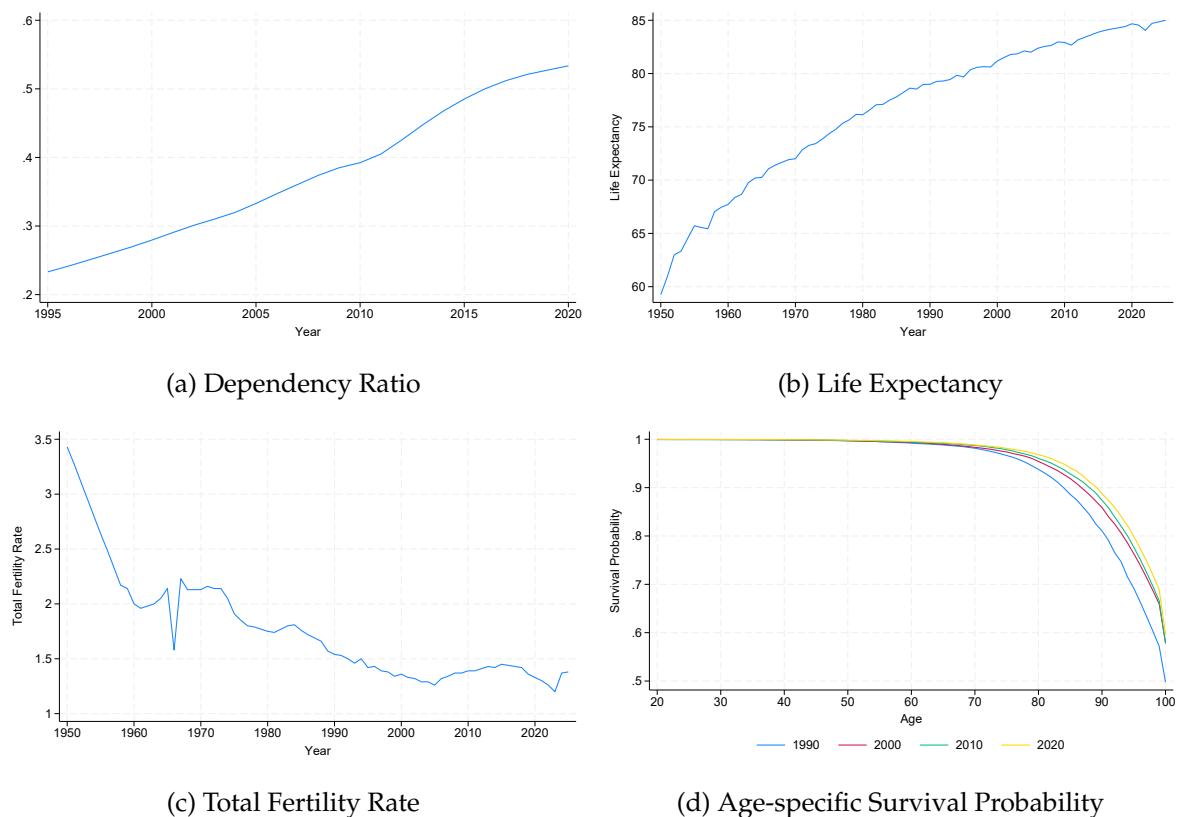 .6
.5
.4
.3
.2
1995 2000 2005 2010 2015 2020
Year
(a) Dependency Ratio
Life Expectancy
85
80
75
70
65
60
1950 1960 1970 1980 1990 2000 2010 2020
Year
(b) Life Expectancy
Total Fertility Rate
3.5
3
2.5
2
1.5
1
1950 1960 1970 1980 1990 2000 2010 2020
Year
(c) Total Fertility Rate
Survival Probability
1
.9
.8
.7
.6
.5
20 30 40 50 60 70 80 90 100
Age
1990 2000 2010 2020
(d) Age-specific Survival Probability